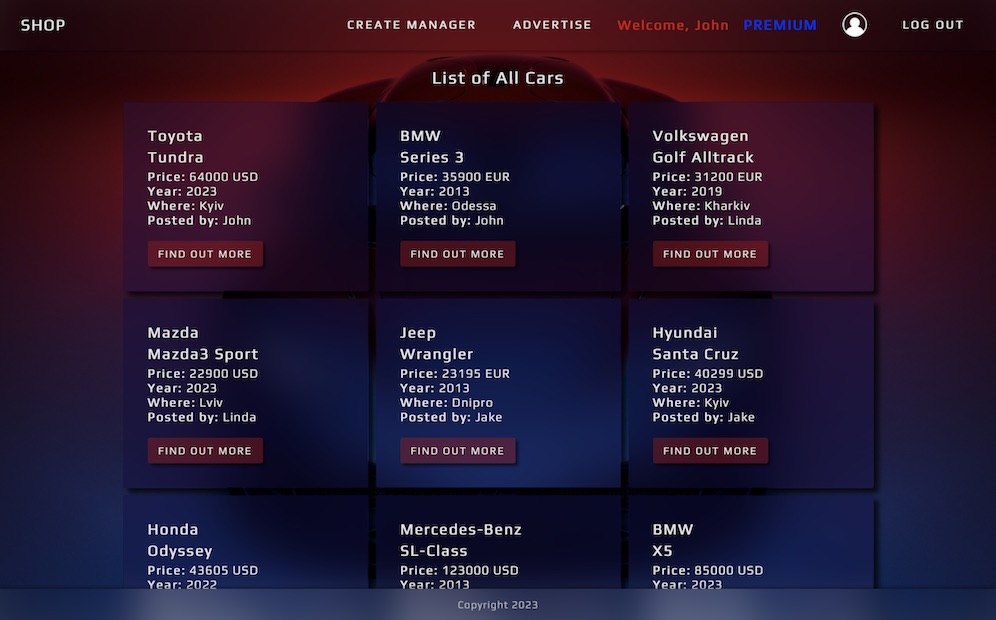 SHOP
CREATE MANAGER
ADVERTISE
Welcome, John
PREMIUM
LOG OUT
List of All Cars
Toyota
Tundra
Price: 64000 USD
Year: 2023
Where: Kyiv
Posted by: John
FIND OUT MORE
BMW
Series 3
Price: 35900 EUR
Year: 2013
Where: Odessa
Posted by: John
FIND OUT MORE
Volkswagen
Golf Alltrack
Price: 31200 EUR
Year: 2019
Where: Kharkiv
Posted by: Linda
FIND OUT MORE
Mazda
Mazda3 Sport
Price: 22900 USD
Year: 2023
Where: Lviv
Posted by: Linda
FIND OUT MORE
Jeep
Wrangler
Price: 23195 EUR
Year: 2013
Where: Dnipro
Posted by: Jake
FIND OUT MORE
Hyundai
Santa Cruz
Price: 40299 USD
Year: 2023
Where: Kyiv
Posted by: Jake
FIND OUT MORE
Honda
Odyssey
Price: 43605 USD
Year: 2022
Mercedes-Benz
SL-Class
Price: 123000 USD
Year: 2013
BMW
X5
Price: 85000 USD
Year: 2023
Copyright 2023